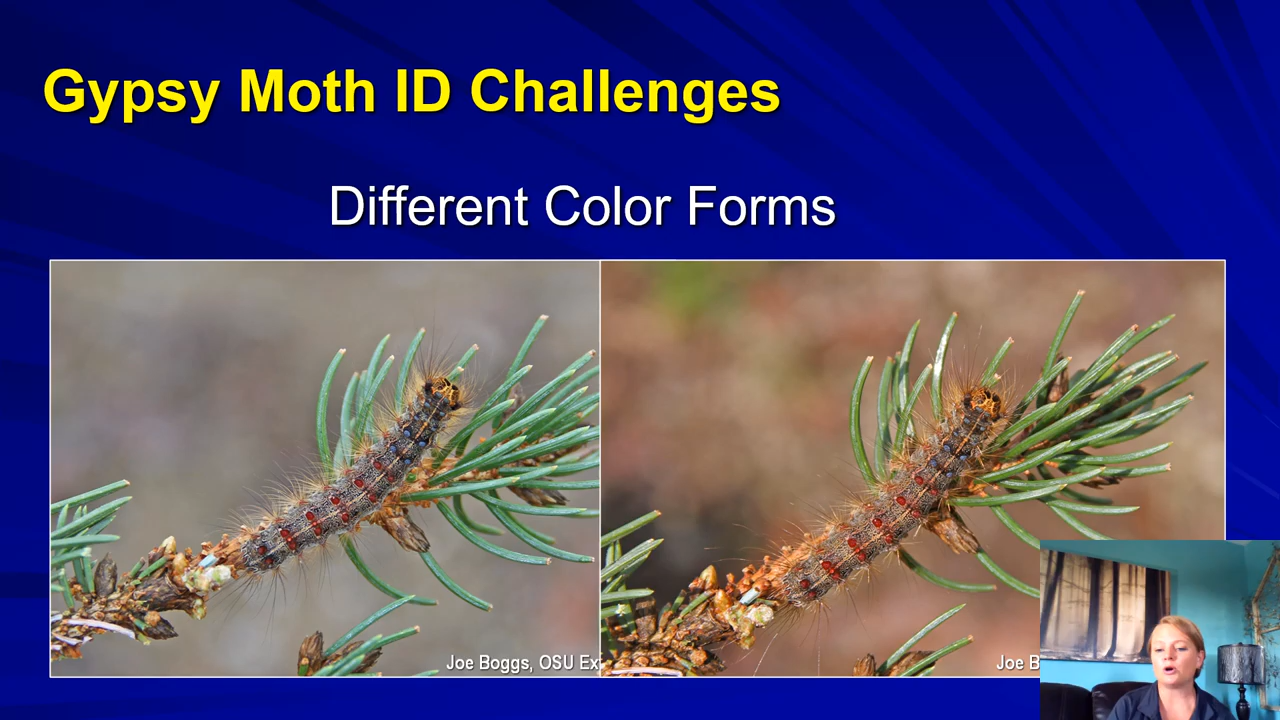 Gypsy Moth ID Challenges
Different Color Forms
Joe Boggs, OSU Ex
Joe B